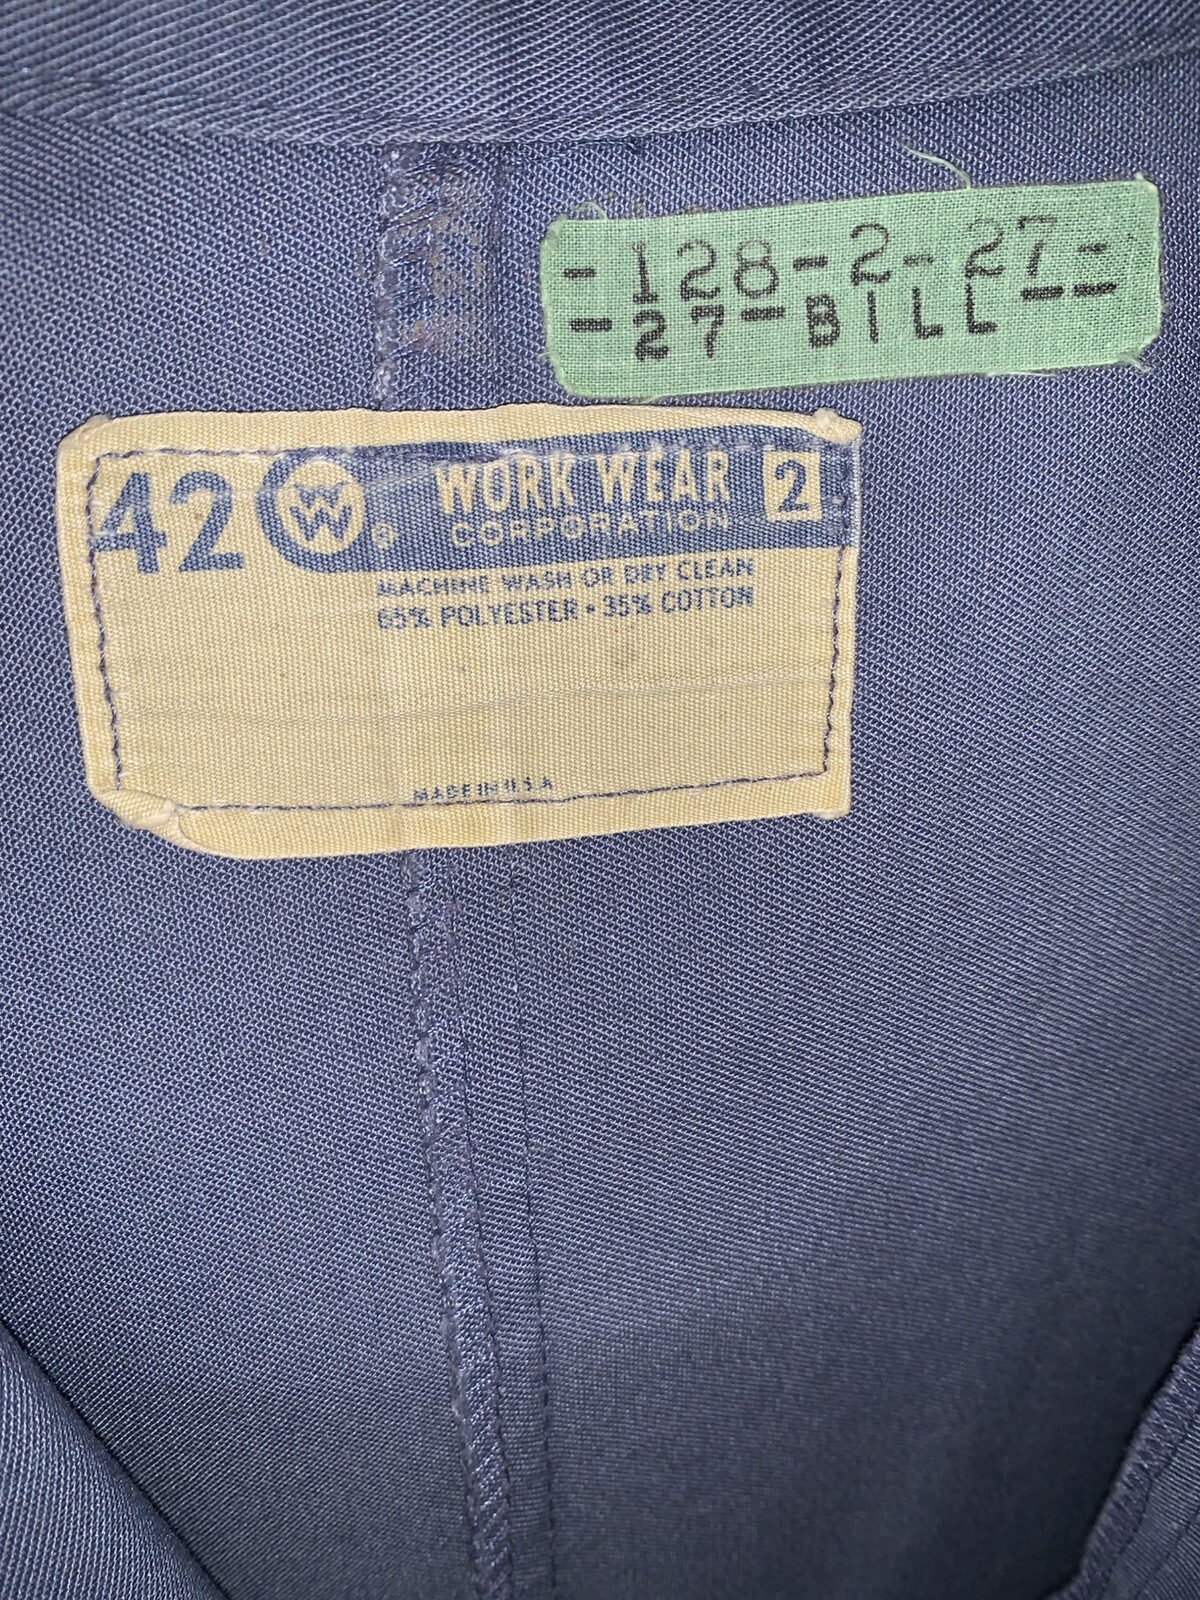 -128-2-27-
-27-BILL--
42 W ® WORK WEAR 2
CORPORATION
MACHINE WASH OR DRY CLEAN
65% POLYESTER • 35% COTTON
MADE IN U.S.A